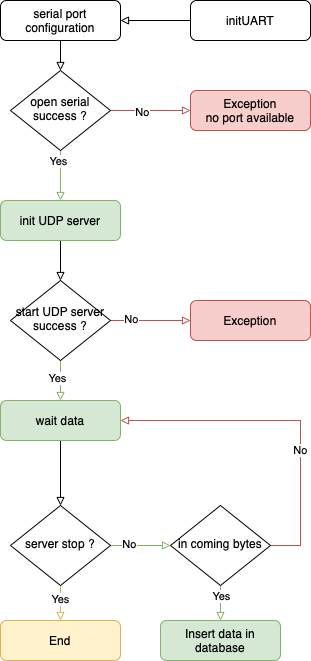 serial port
configuration
initUART
open serial
success ?
No
Exception
no port available
Yes
init UDP server
start UDP server
success ?
No
Exception
Yes
wait data
No
server stop ?
No
in coming bytes
Yes
Yes
End
Insert data in
database